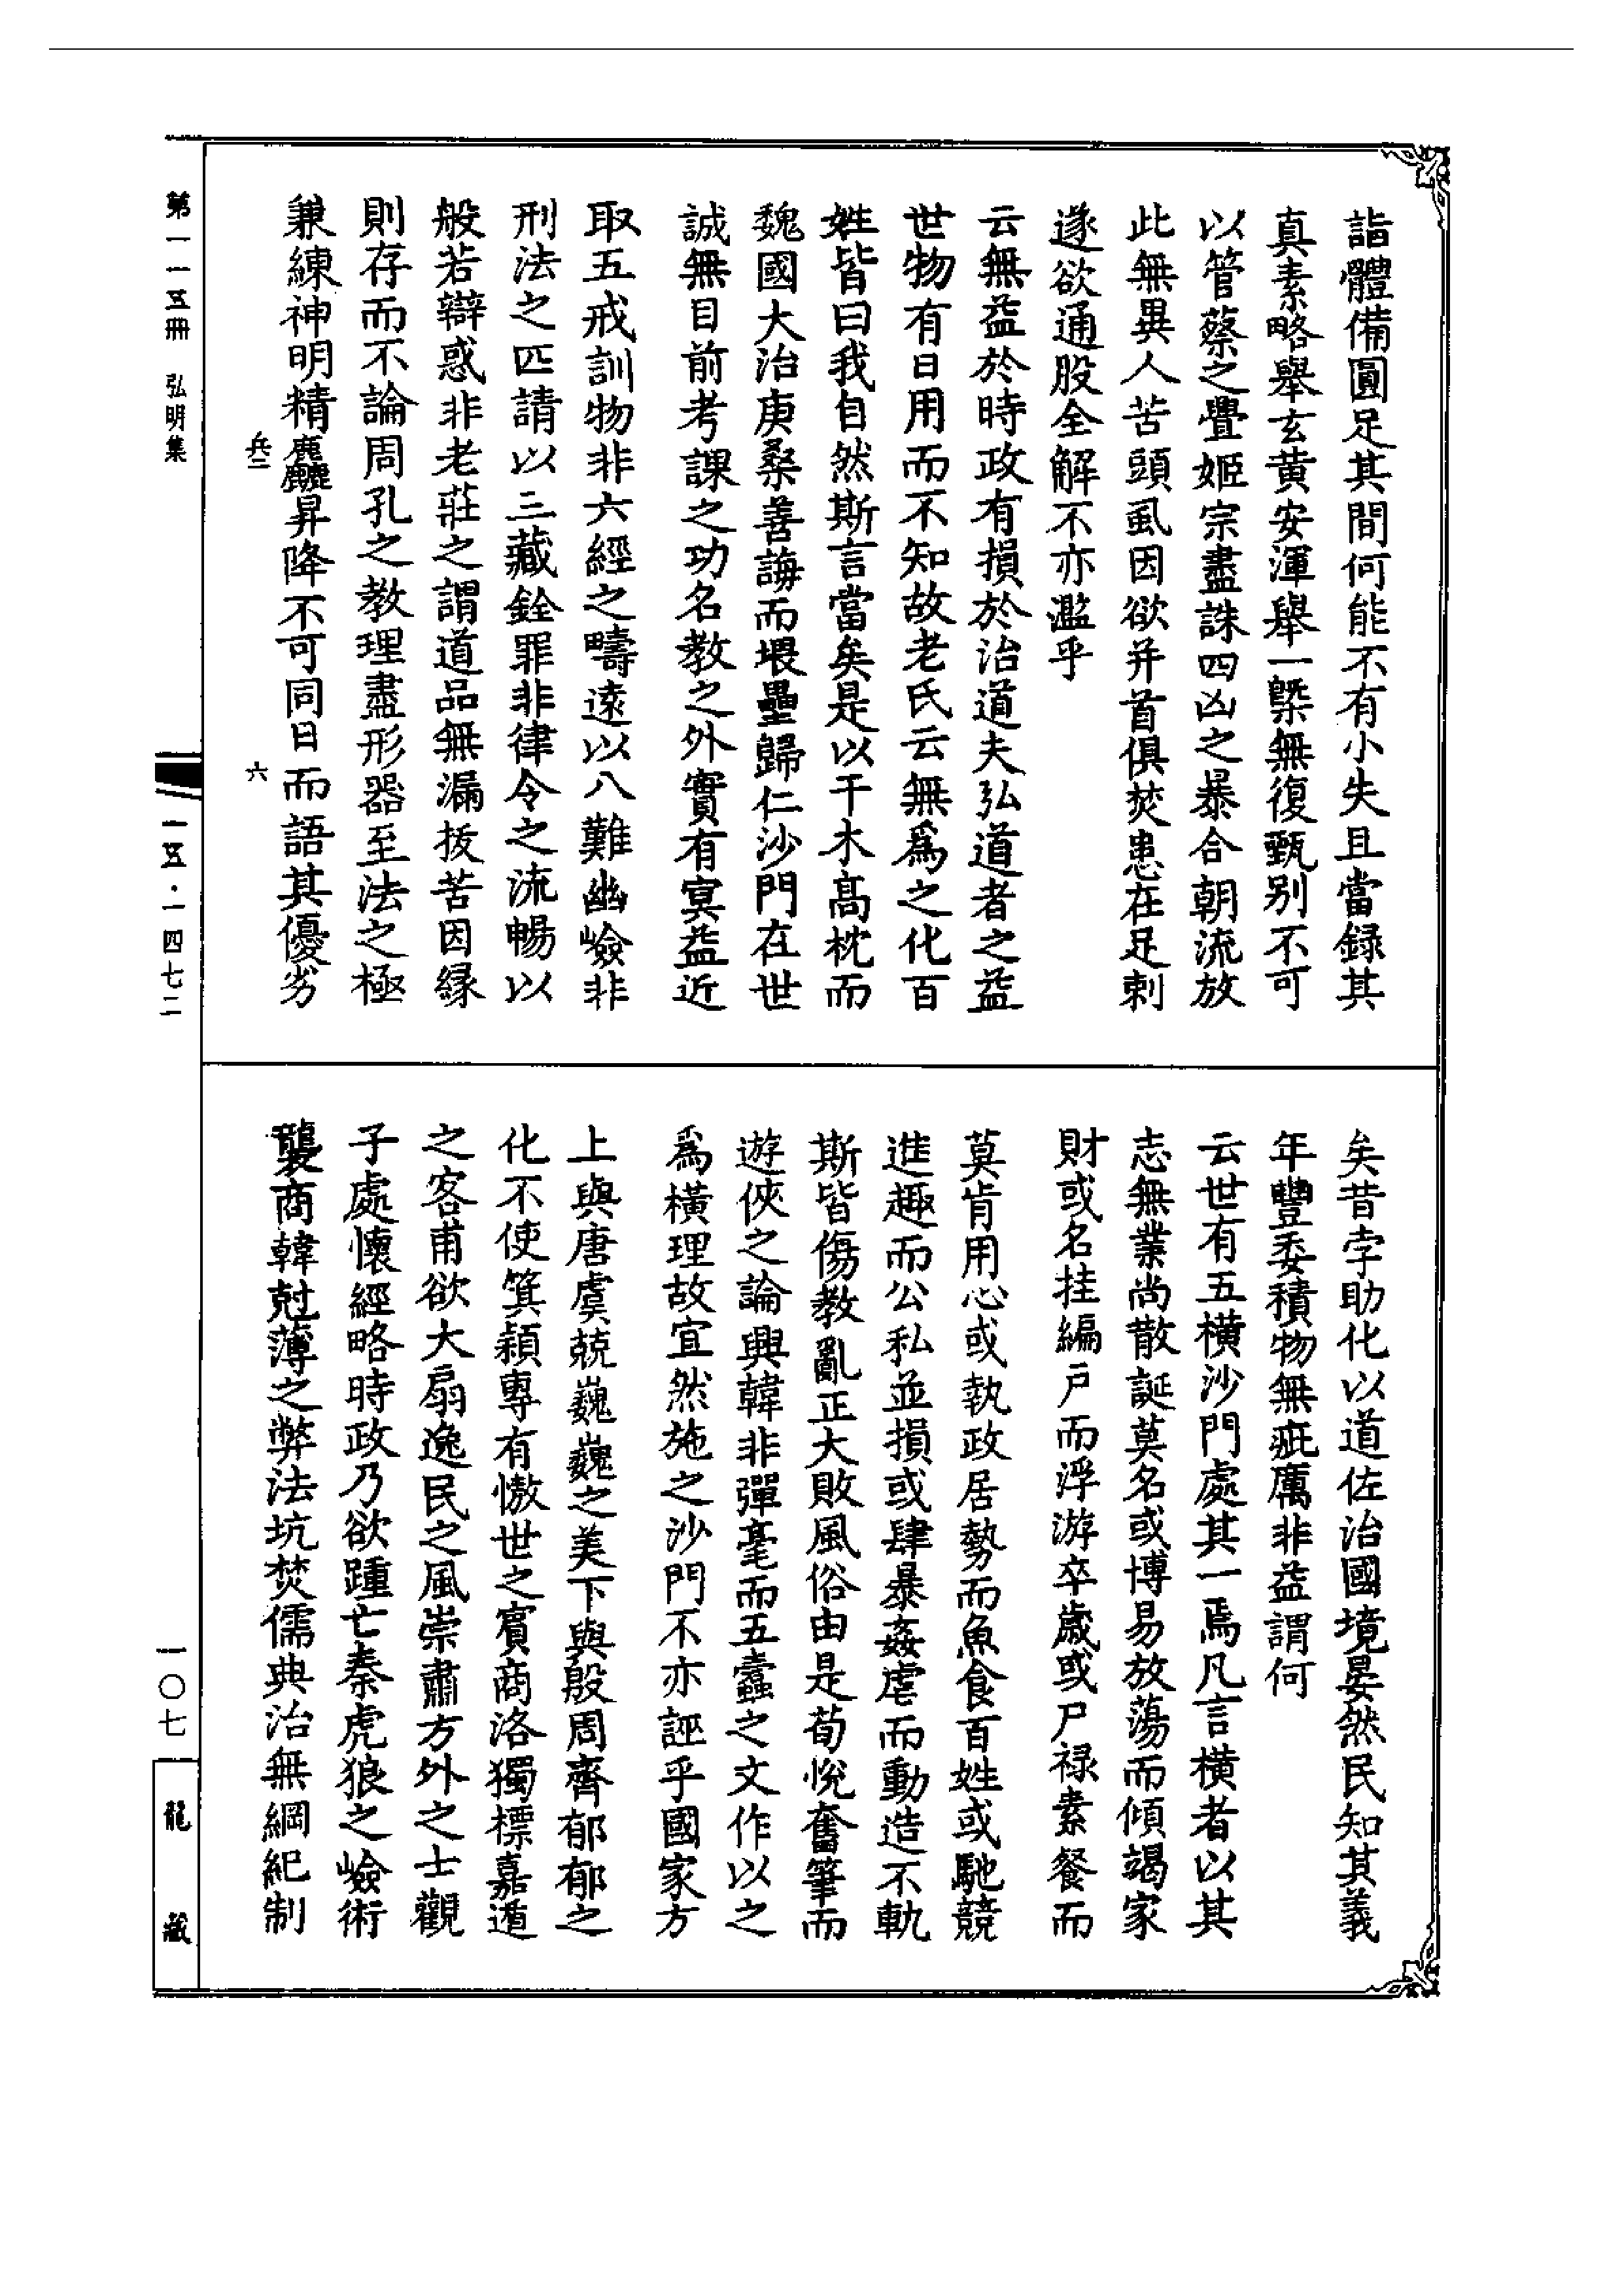 詣體備圓足其間何能不有小失且當録其
真素略舉玄黄安渾舉一槩無復甄别不可
以管蔡之舋姬宗盡誅四凶之暴合朝流放
此無異人苦頭虱因欲并首俱焚患在足刺
遂欲通股全解不亦濫乎
云無益於時政有損於治道夫弘道者之益
世物有日用而不知故老氏云無爲之化百
姓皆曰我自然斯言當矣是以干木髙枕而
魏國大治庚桑善誨而堁壘歸仁沙門在世
誠無目前考課之功名教之外實有冥益近
取五戒訓物非六經之疇遠以八難幽嶮非
刑法之匹請以三藏銓罪非律令之流暢以
般若辯惑非老莊之謂道品無漏拔苦因縁
則存而不論周孔之教理盡形器至法之極
兼練神明精麤昇降不可同日而語其優劣
矣昔孛助化以道佐治國境晏然民知其義
年豐委積物無疵厲非益謂何
云世有五横沙門處其一焉凡言横者以其
志無業尚散誕莫名或博易放蕩而傾竭家
財或名挂編戸而浮游卒歲或尸禄素餐而
莫肯用心或執政居勢而魚食百姓或馳競
進趣而公私並損或肆暴姦虐而動造不軌
斯皆傷教亂正大敗風俗由是荀悅奮筆而
遊俠之論興韓非彈毫而五蠹之文作以之
爲横理故宜然施之沙門不亦誣乎國家方
上與唐虞兢巍巍之美下與殷周齊郁郁之
化不使箕穎專有慠世之賓商洛獨標嘉遁
之客甫欲大扇逸民之風崇肅方外之士觀
子處懷經略時政乃欲踵亡秦虎狼之嶮術
襲商韓尅薄之弊法坑焚儒典治無綱紀制
兵三
六
第一一五冊　弘明集
一五·一四七二
一〇七
龍藏